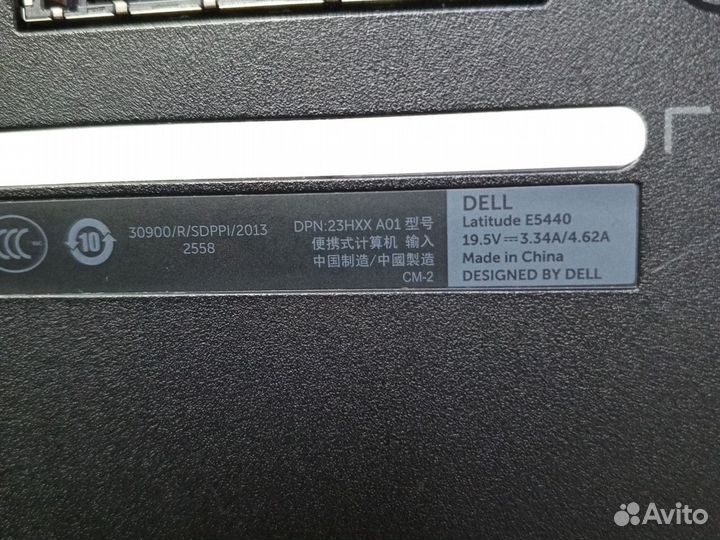 CCC
10
30900/R/SDPPI/2013
2558
DPN:23HXX A01 型号
便携式计算机 输入
中国制造/中國製造
CM-2
DELL
Latitude E5440
19.5V⎓3.34A/4.62A
Made in China
DESIGNED BY DELL
Avito